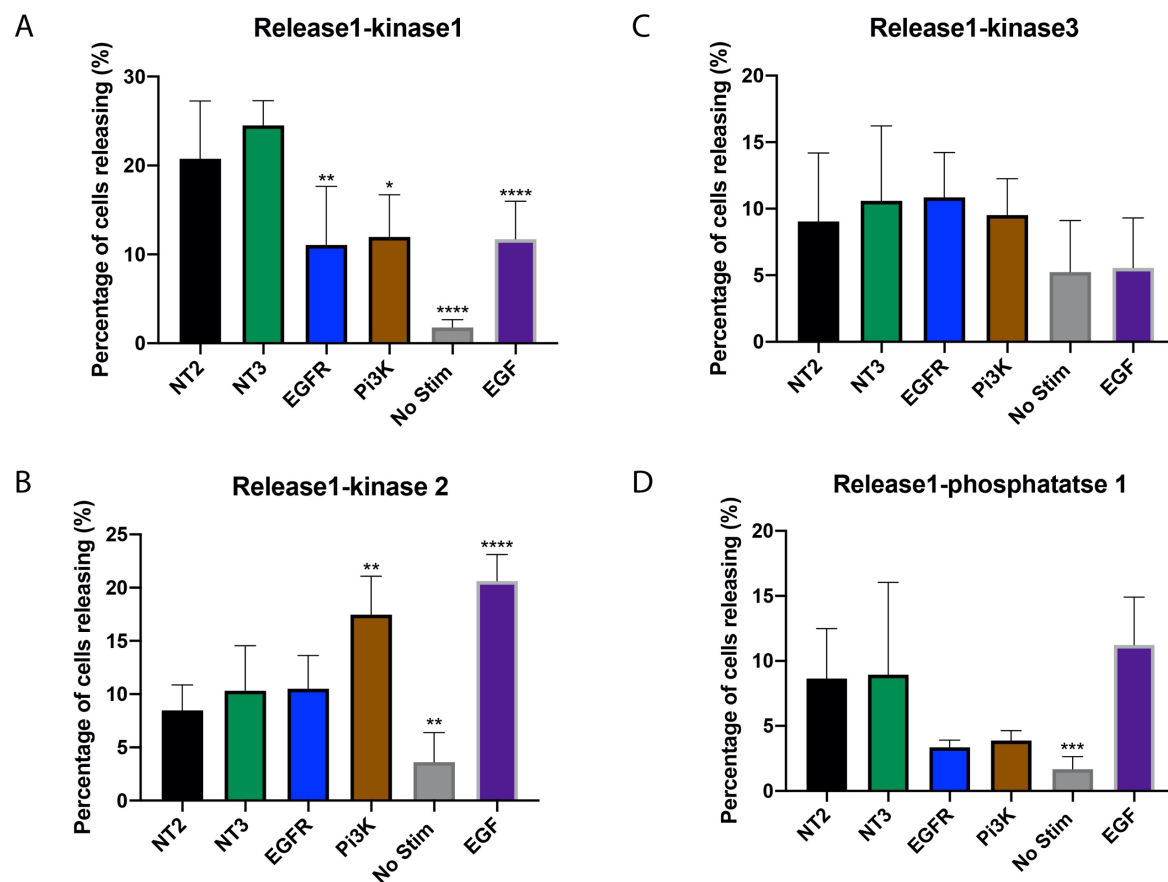 A
Release1-kinase1
Percentage of cells releasing (%)
30
20
10
0
**
*
****
****
NT2
NT3
EGFR
Pi3K
No Stim
EGF
C
Release1-kinase3
Percentage of cells releasing (%)
20
15
10
5
0
NT2
NT3
EGFR
Pi3K
No Stim
EGF
B
Release1-kinase 2
Percentage of cells releasing (%)
25
20
15
10
5
0
**
**
****
NT2
NT3
EGFR
Pi3K
No Stim
EGF
D
Release1-phosphatatse 1
Percentage of cells releasing (%)
20
15
10
5
0
***
NT2
NT3
EGFR
Pi3K
No Stim
EGF